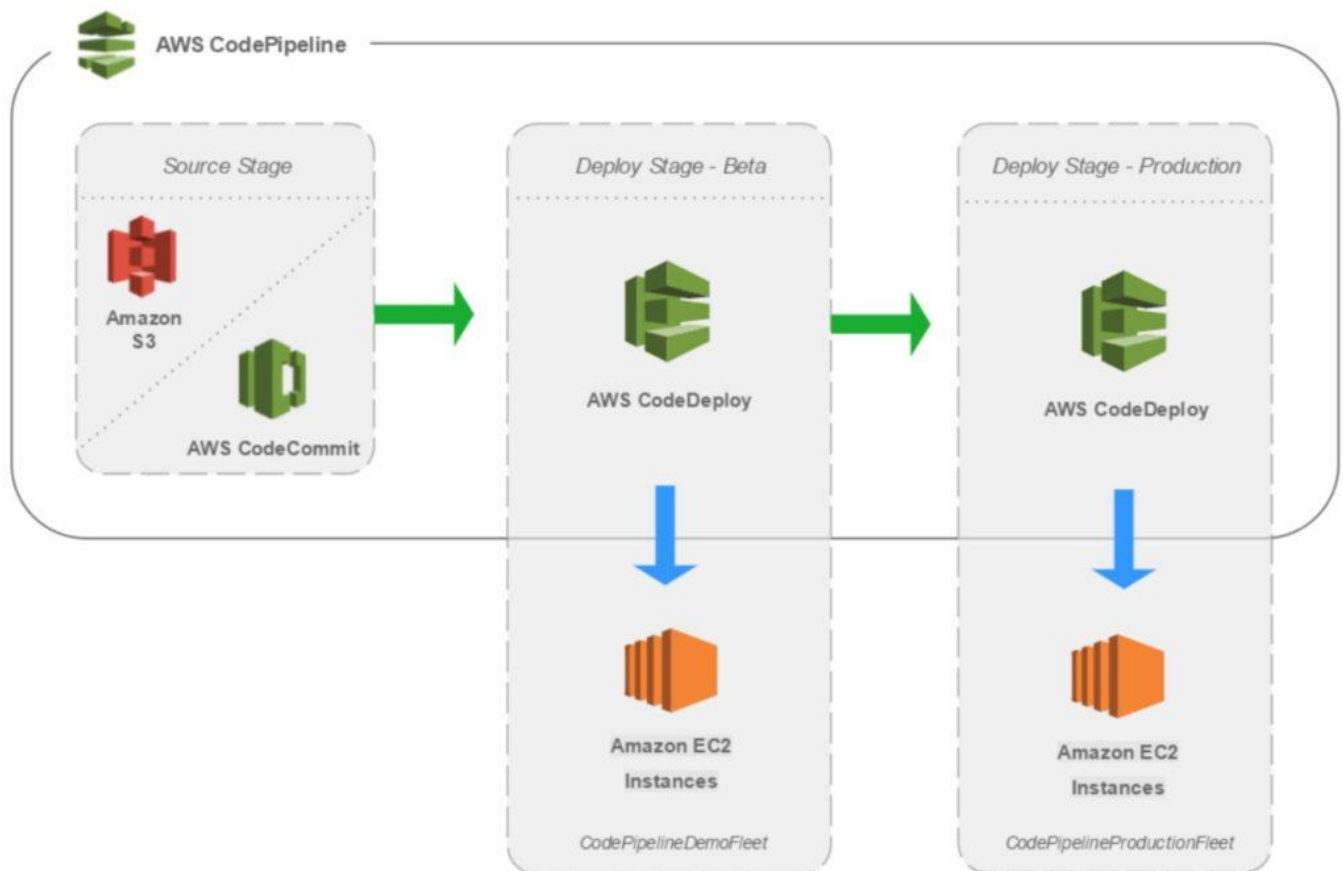 AWS CodePipeline
Source Stage
Amazon
S3
AWS CodeCommit
Deploy Stage - Beta
AWS CodeDeploy
Amazon EC2
Instances
CodePipelineDemoFleet
Deploy Stage - Production
AWS CodeDeploy
Amazon EC2
Instances
CodePipelineProductionFleet